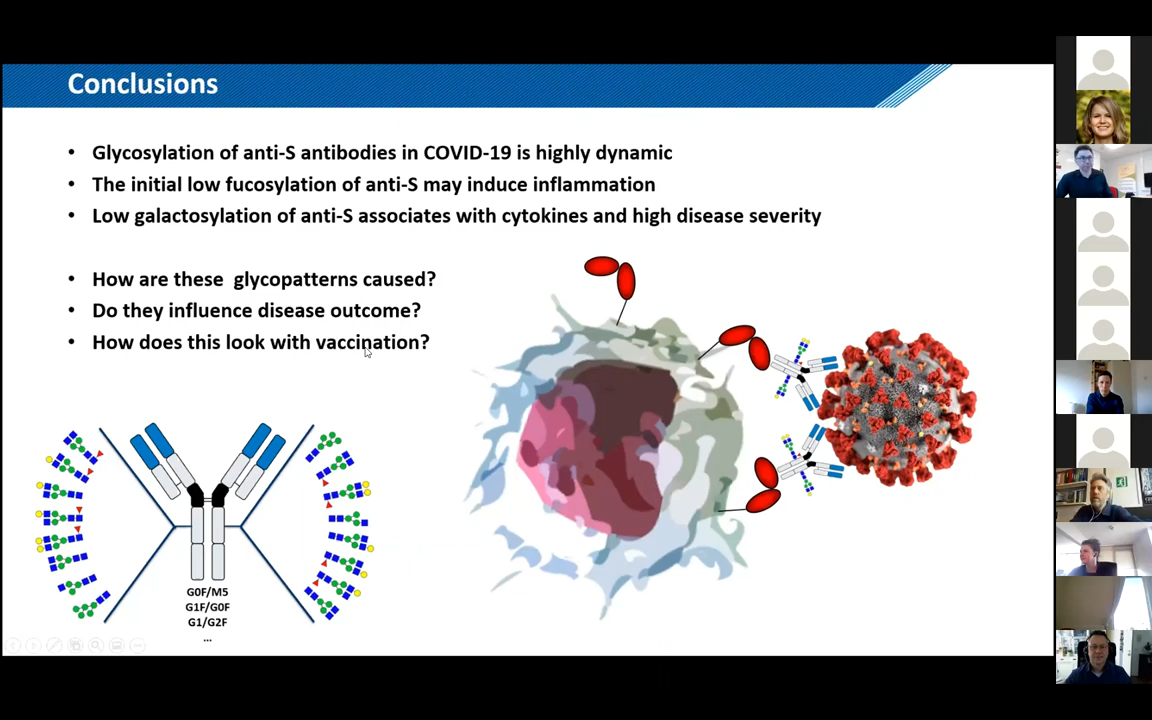 Conclusions
• Glycosylation of anti-S antibodies in COVID-19 is highly dynamic
• The initial low fucosylation of anti-S may induce inflammation
• Low galactosylation of anti-S associates with cytokines and high disease severity
• How are these  glycopatterns caused?
• Do they influence disease outcome?
• How does this look with vaccination?
G0F/M5
G1F/G0F
G1/G2F
...